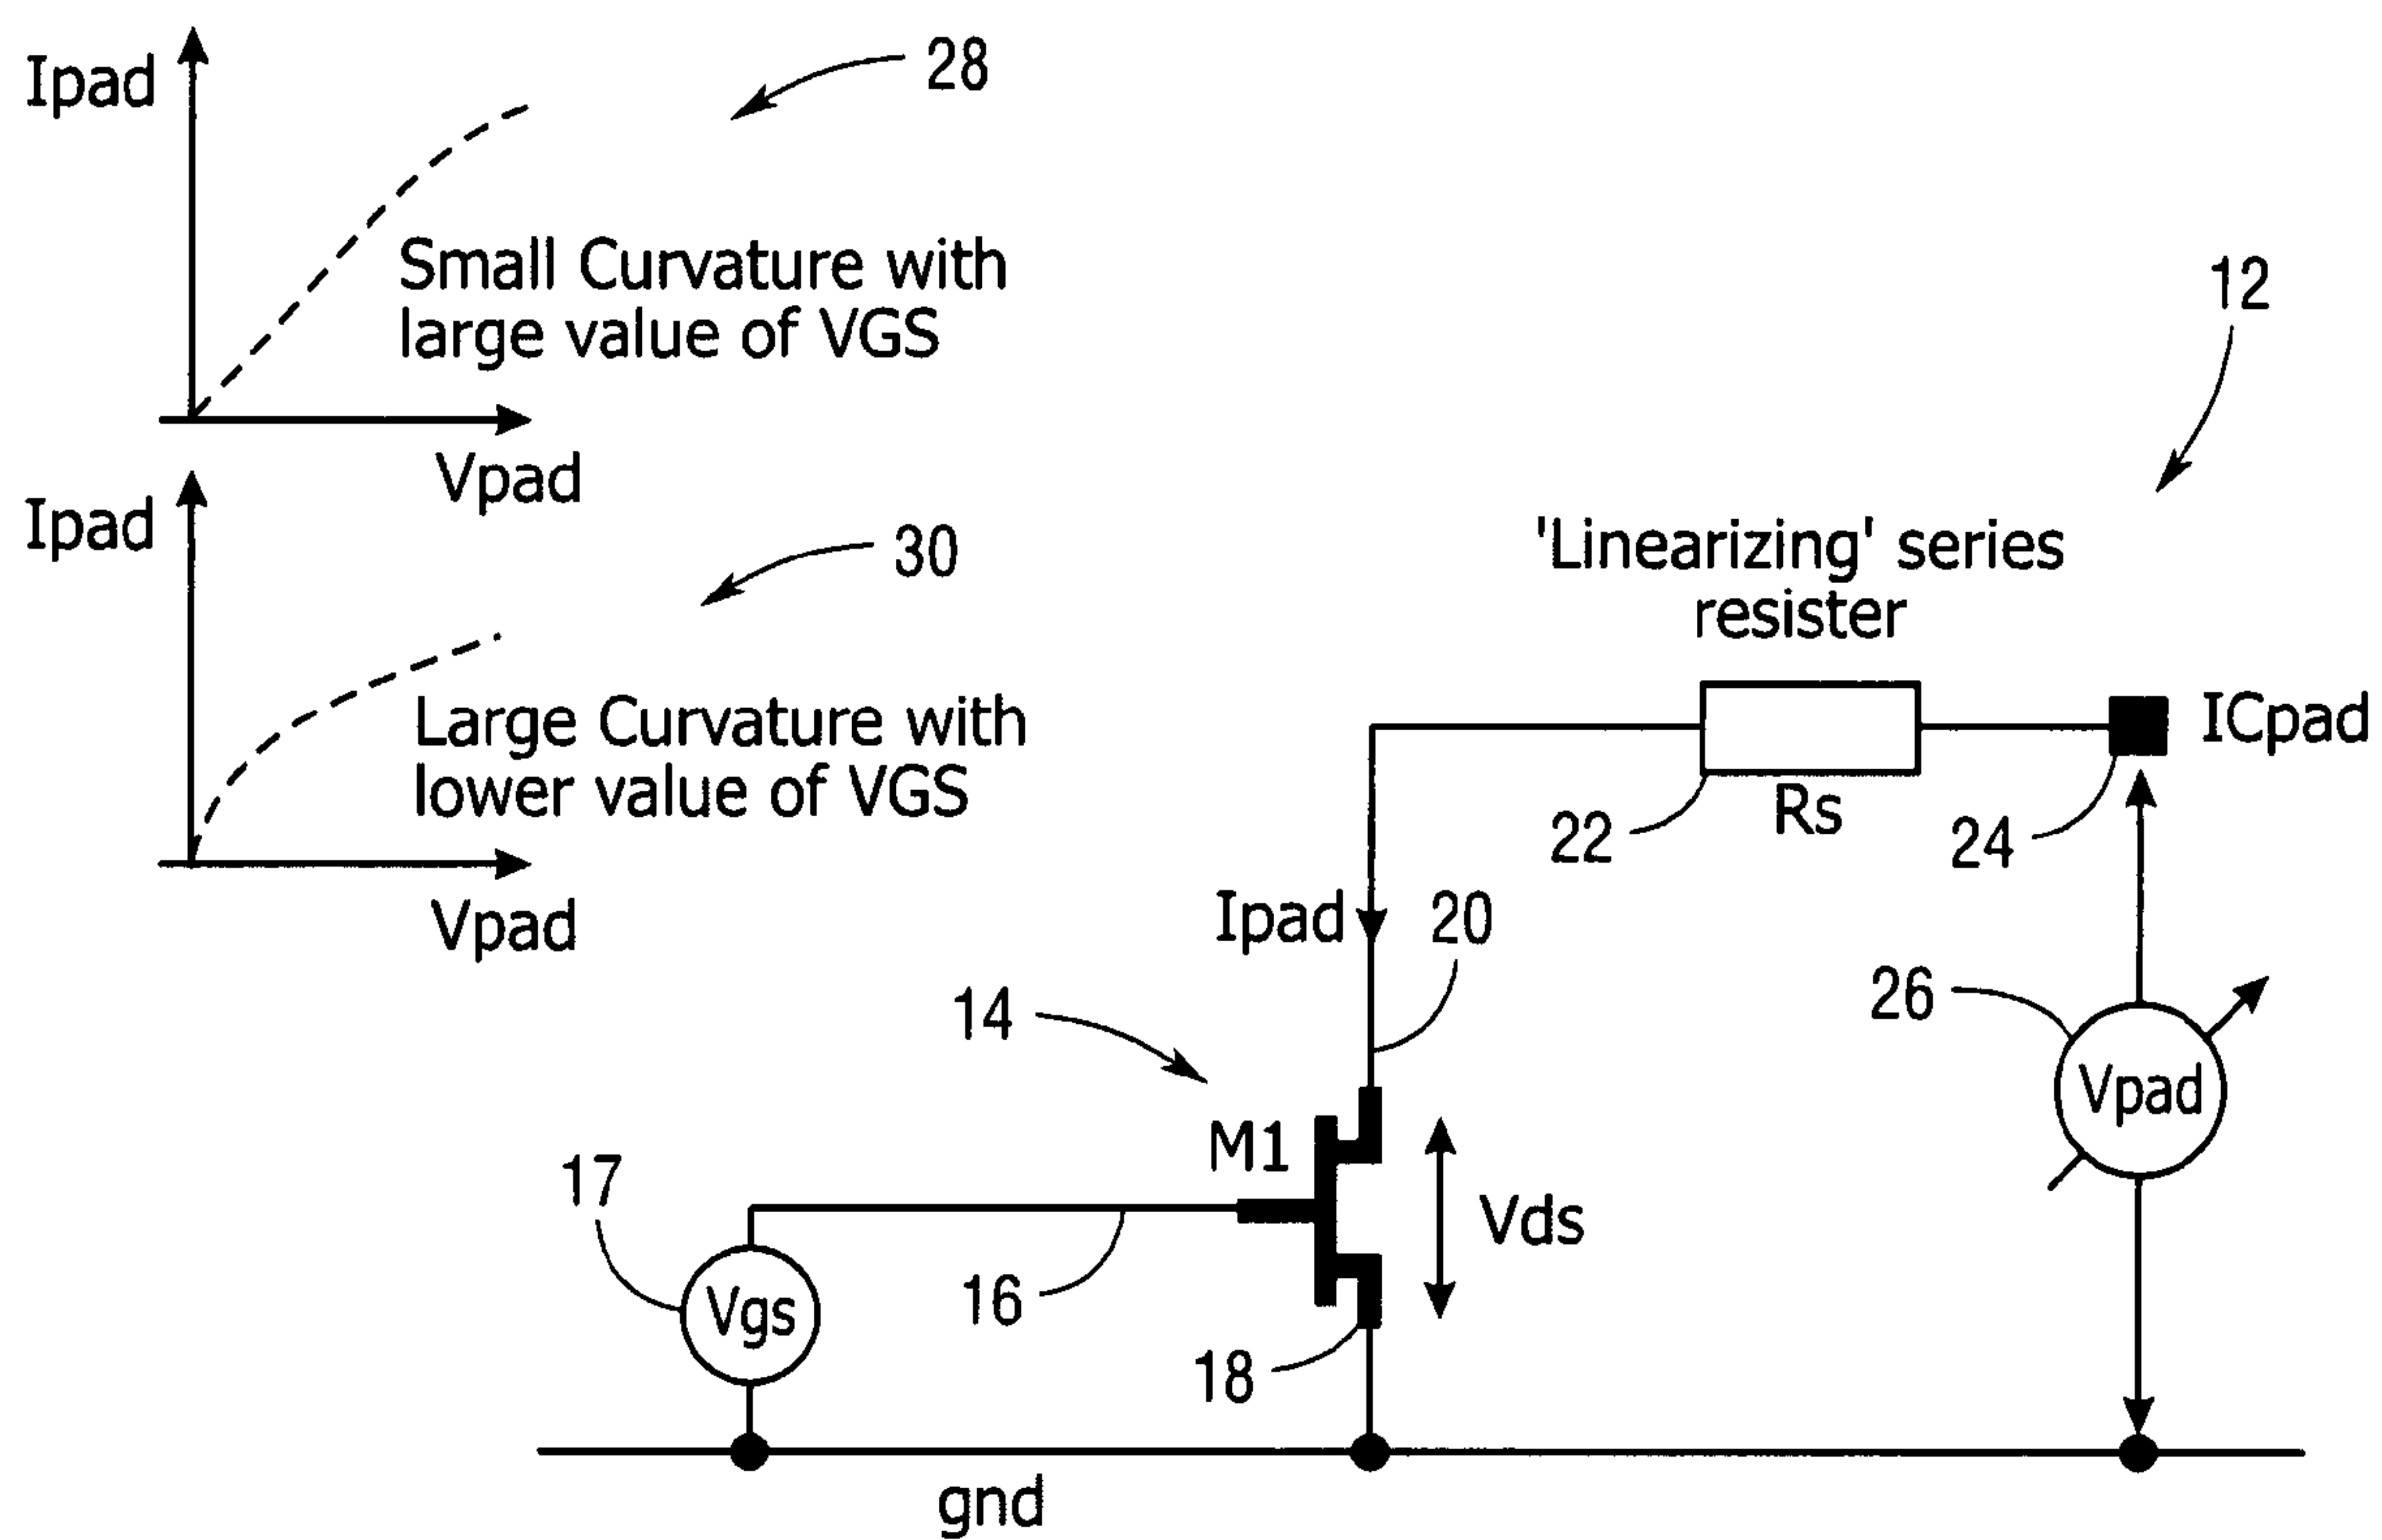 Ipad
28
Small Curvature with
large value of VGS
Vpad
12
Ipad
30
'Linearizing' series
resister
Large Curvature with
lower value of VGS
ICpad
22
Rs
24
Vpad
Ipad
20
14
26
Vpad
M1
17
Vds
16
Vgs
18
gnd